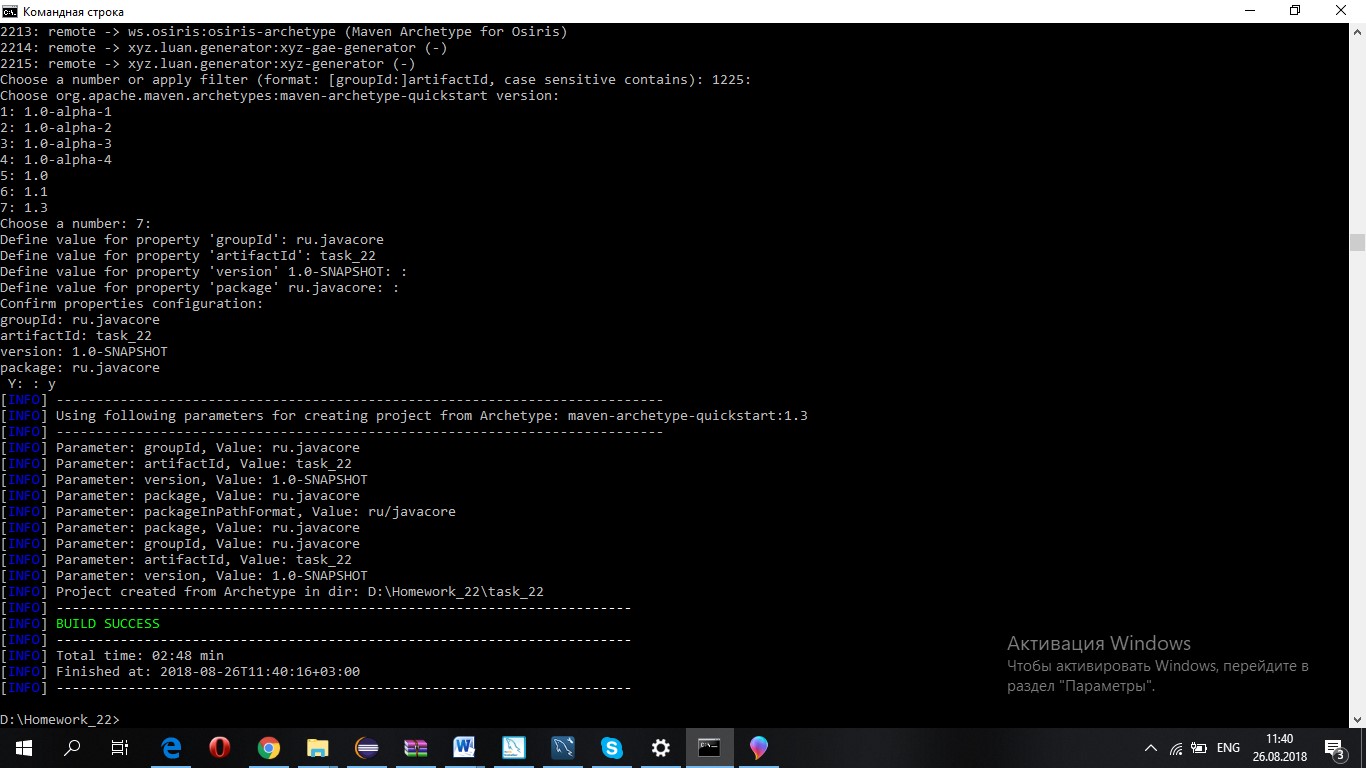 Командная строка
2213: remote -> ws.osiris:osiris-archetype (Maven Archetype for Osiris)
2214: remote -> xyz.luan.generator:xyz-gae-generator (-)
2215: remote -> xyz.luan.generator:xyz-generator (-)
Choose a number or apply filter (format: [groupId:]artifactId, case sensitive contains): 1225:
Choose org.apache.maven.archetypes:maven-archetype-quickstart version:
1: 1.0-alpha-1
2: 1.0-alpha-2
3: 1.0-alpha-3
4: 1.0-alpha-4
5: 1.0
6: 1.1
7: 1.3
Choose a number: 7:
Define value for property 'groupId': ru.javacore
Define value for property 'artifactId': task_22
Define value for property 'version' 1.0-SNAPSHOT: :
Define value for property 'package' ru.javacore: :
Confirm properties configuration:
groupId: ru.javacore
artifactId: task_22
version: 1.0-SNAPSHOT
package: ru.javacore
 Y: : y
[INFO] ----------------------------------------------------------------------------
[INFO] Using following parameters for creating project from Archetype: maven-archetype-quickstart:1.3
[INFO] ----------------------------------------------------------------------------
[INFO] Parameter: groupId, Value: ru.javacore
[INFO] Parameter: artifactId, Value: task_22
[INFO] Parameter: version, Value: 1.0-SNAPSHOT
[INFO] Parameter: package, Value: ru.javacore
[INFO] Parameter: packageInPathFormat, Value: ru/javacore
[INFO] Parameter: package, Value: ru.javacore
[INFO] Parameter: groupId, Value: ru.javacore
[INFO] Parameter: artifactId, Value: task_22
[INFO] Parameter: version, Value: 1.0-SNAPSHOT
[INFO] Project created from Archetype in dir: D:\Homework_22\task_22
[INFO] ------------------------------------------------------------------------
[INFO] BUILD SUCCESS
[INFO] ------------------------------------------------------------------------
[INFO] Total time: 02:48 min
[INFO] Finished at: 2018-08-26T11:40:16+03:00
[INFO] ------------------------------------------------------------------------
D:\Homework_22>
Активация Windows
Чтобы активировать Windows, перейдите в
раздел "Параметры".
ENG
11:40
26.08.2018
3